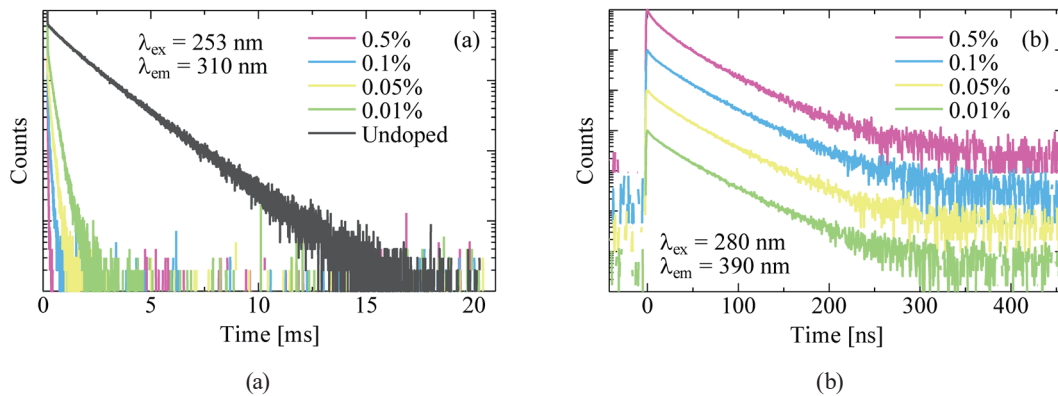 (a)
λex = 253 nm
λem = 310 nm
0.5%
0.1%
0.05%
0.01%
Undoped
Counts
0 5 10 15 20
Time [ms]
(a)
(b)
0.5%
0.1%
0.05%
0.01%
λex = 280 nm
λem = 390 nm
Counts
0 100 200 300 400
Time [ns]
(b)